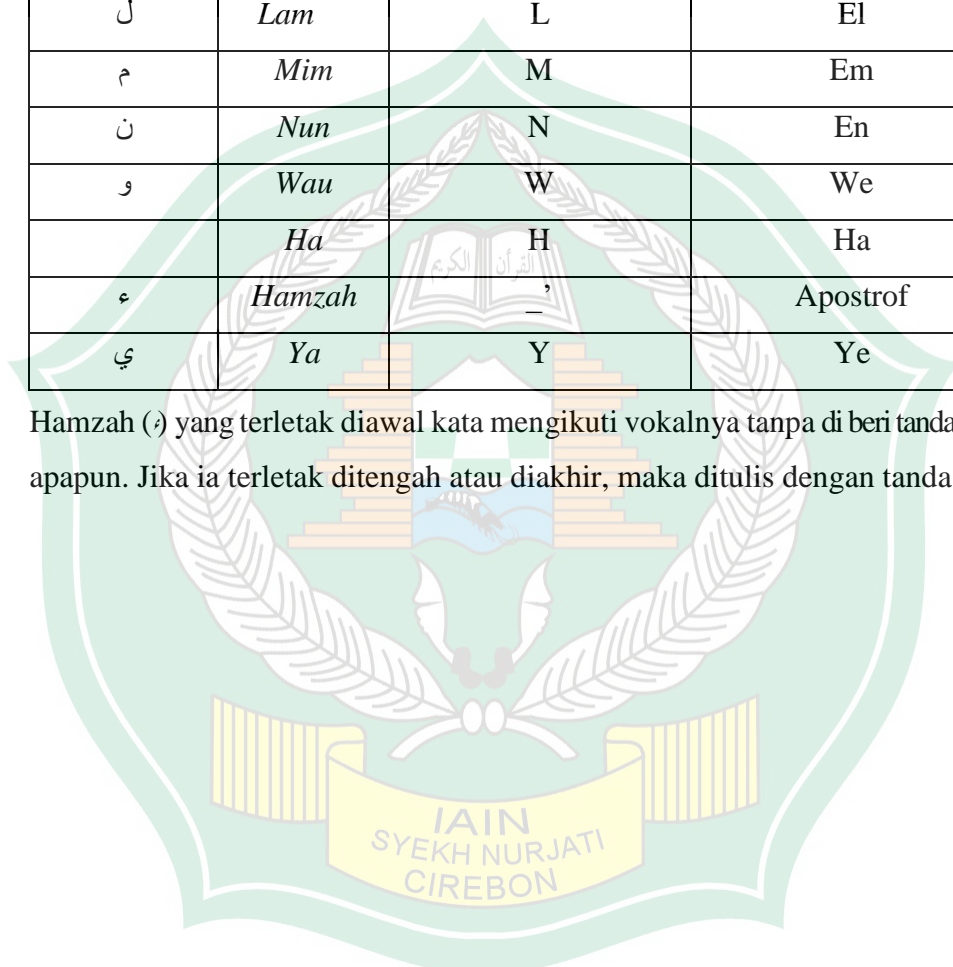 ل Lam L El
م Mim M Em
ن Nun N En
و Wau W We
Ha H Ha
ء Hamzah _’ Apostrof
ي Ya Y Ye
Hamzah (ء) yang terletak diawal kata mengikuti vokalnya tanpa di beri tanda
apapun. Jika ia terletak ditengah atau diakhir, maka ditulis dengan tanda
القرآن الكريم
IAIN
SYEKH NURJATI
CIREBON